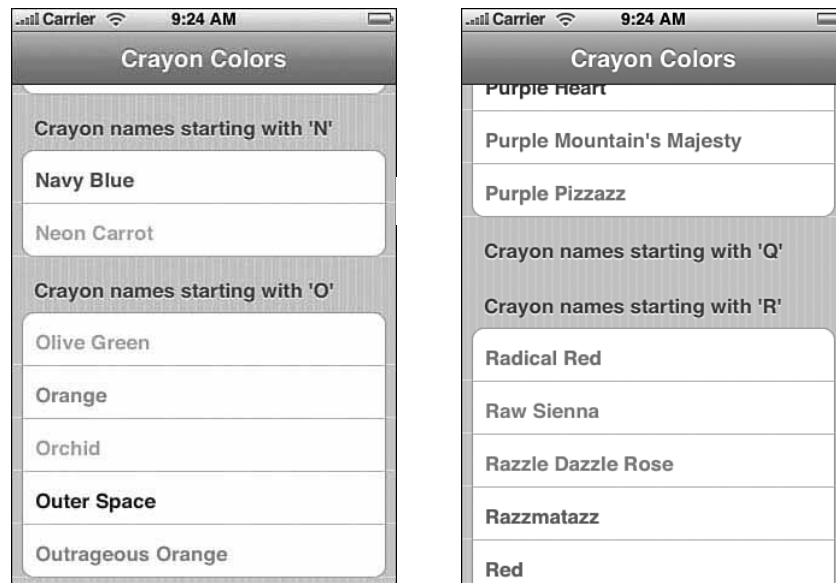 Carrier 9:24 AM
Crayon Colors
Crayon names starting with 'N'
Navy Blue
Neon Carrot
Crayon names starting with 'O'
Olive Green
Orange
Orchid
Outer Space
Outrageous Orange
Carrier 9:24 AM
Crayon Colors
Purple Heart
Purple Mountain's Majesty
Purple Pizzazz
Crayon names starting with 'Q'
Crayon names starting with 'R'
Radical Red
Raw Sienna
Razzle Dazzle Rose
Razzmatazz
Red